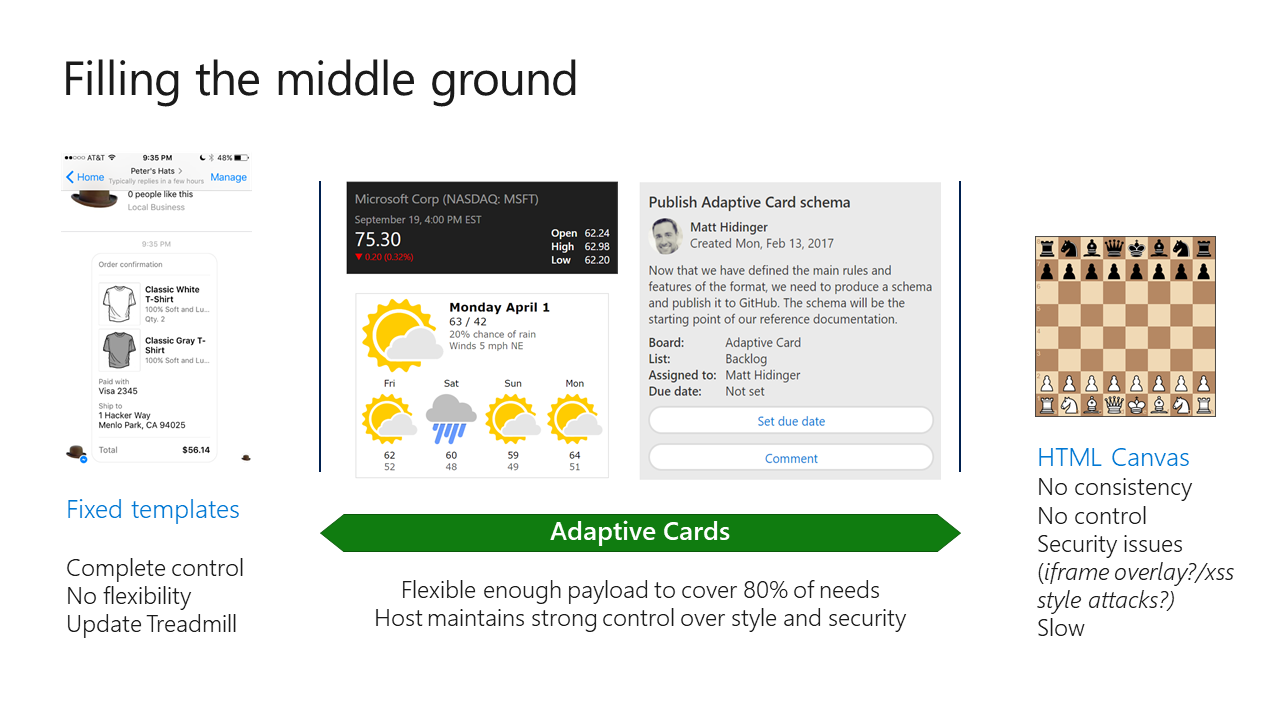 Filling the middle ground
AT&T
9:35 PM
48%
Home
Peter's Hats >
Typically replies in a few hours
Manage
0 people like this
Local Business
9:35 PM
Order confirmation
Classic White
T-Shirt
100% Soft and Lu...
Qty. 2
Classic Gray T-
Shirt
100% Soft and Lu...
Paid with
Visa 2345
Ship to
1 Hacker Way
Menlo Park, CA 94025
Total $56.14
Fixed templates
Complete control
No flexibility
Update Treadmill
Microsoft Corp (NASDAQ: MSFT)
September 19, 4:00 PM EST
75.30
▼ 0.20 (0.32%)
Open 62.24
High 62.98
Low 62.20
Monday April 1
63 / 42
20% chance of rain
Winds 5 mph NE
Fri Sat Sun Mon
62 60 59 64
52 48 49 51
Publish Adaptive Card schema
Matt Hidinger
Created Mon, Feb 13, 2017
Now that we have defined the main rules and
features of the format, we need to produce a schema
and publish it to GitHub. The schema will be the
starting point of our reference documentation.
Board: Adaptive Card
List: Backlog
Assigned to: Matt Hidinger
Due date: Not set
Set due date
Comment
Adaptive Cards
Flexible enough payload to cover 80% of needs
Host maintains strong control over style and security
HTML Canvas
No consistency
No control
Security issues
(iframe overlay?/xss
style attacks?)
Slow